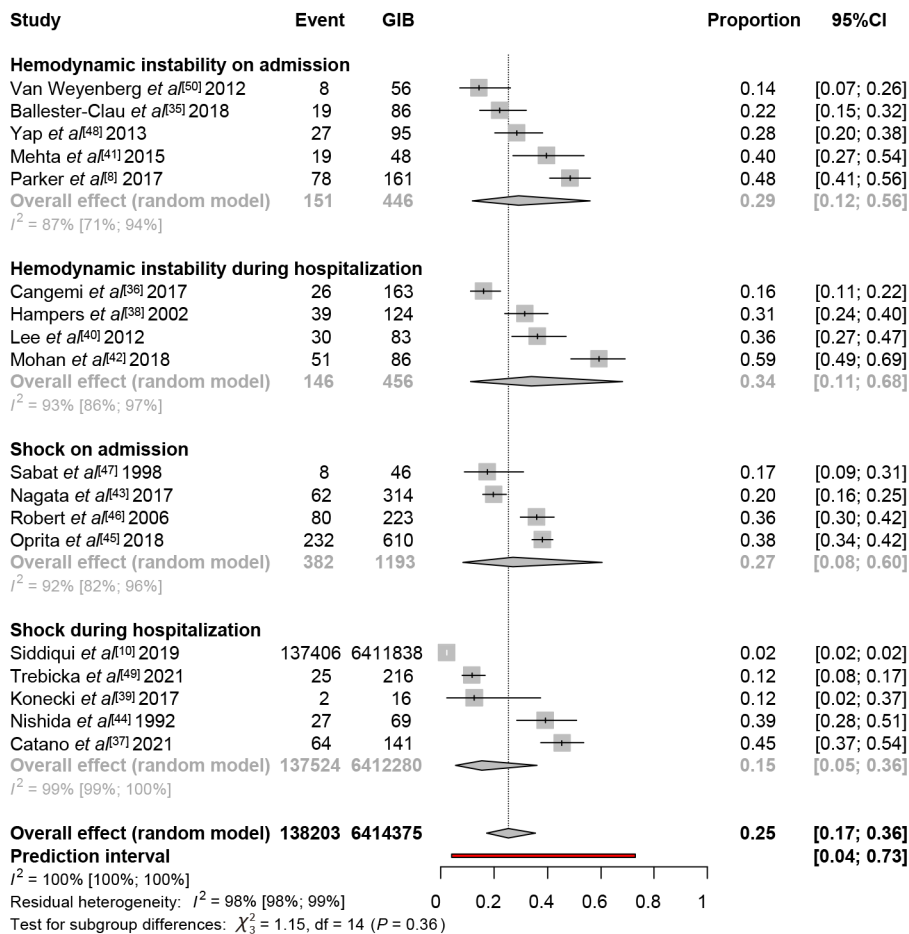 Study Event GIB Proportion 95%CI
Hemodynamic instability on admission
Van Weyenberg et al[50] 2012 8 56 0.14 [0.07; 0.26]
Ballester-Clau et al[35] 2018 19 86 0.22 [0.15; 0.32]
Yap et al[48] 2013 27 95 0.28 [0.20; 0.38]
Mehta et al[41] 2015 19 48 0.40 [0.27; 0.54]
Parker et al[8] 2017 78 161 0.48 [0.41; 0.56]
Overall effect (random model) 151 446 0.29 [0.12; 0.56]
I² = 87% [71%; 94%]
Hemodynamic instability during hospitalization
Cangemi et al[36] 2017 26 163 0.16 [0.11; 0.22]
Hampers et al[38] 2002 39 124 0.31 [0.24; 0.40]
Lee et al[40] 2012 30 83 0.36 [0.27; 0.47]
Mohan et al[42] 2018 51 86 0.59 [0.49; 0.69]
Overall effect (random model) 146 456 0.34 [0.11; 0.68]
I² = 93% [86%; 97%]
Shock on admission
Sabat et al[47] 1998 8 46 0.17 [0.09; 0.31]
Nagata et al[43] 2017 62 314 0.20 [0.16; 0.25]
Robert et al[46] 2006 80 223 0.36 [0.30; 0.42]
Oprita et al[45] 2018 232 610 0.38 [0.34; 0.42]
Overall effect (random model) 382 1193 0.27 [0.08; 0.60]
I² = 92% [82%; 96%]
Shock during hospitalization
Siddiqui et al[10] 2019 137406 6411838 0.02 [0.02; 0.02]
Trebicka et al[49] 2021 25 216 0.12 [0.08; 0.17]
Konecki et al[39] 2017 2 16 0.12 [0.02; 0.37]
Nishida et al[44] 1992 27 69 0.39 [0.28; 0.51]
Catano et al[37] 2021 64 141 0.45 [0.37; 0.54]
Overall effect (random model) 137524 6412280 0.15 [0.05; 0.36]
I² = 99% [99%; 100%]
Overall effect (random model) 138203 6414375 0.25 [0.17; 0.36]
Prediction interval [0.04; 0.73]
I² = 100% [100%; 100%]
Residual heterogeneity: I² = 98% [98%; 99%]
0 0.2 0.4 0.6 0.8 1
Test for subgroup differences: χ²₃ = 1.15, df = 14 (P = 0.36)